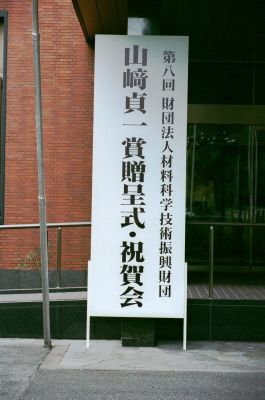 第八回 財団法人材料科学技術振興財団
山﨑貞一 賞贈呈式・祝賀会